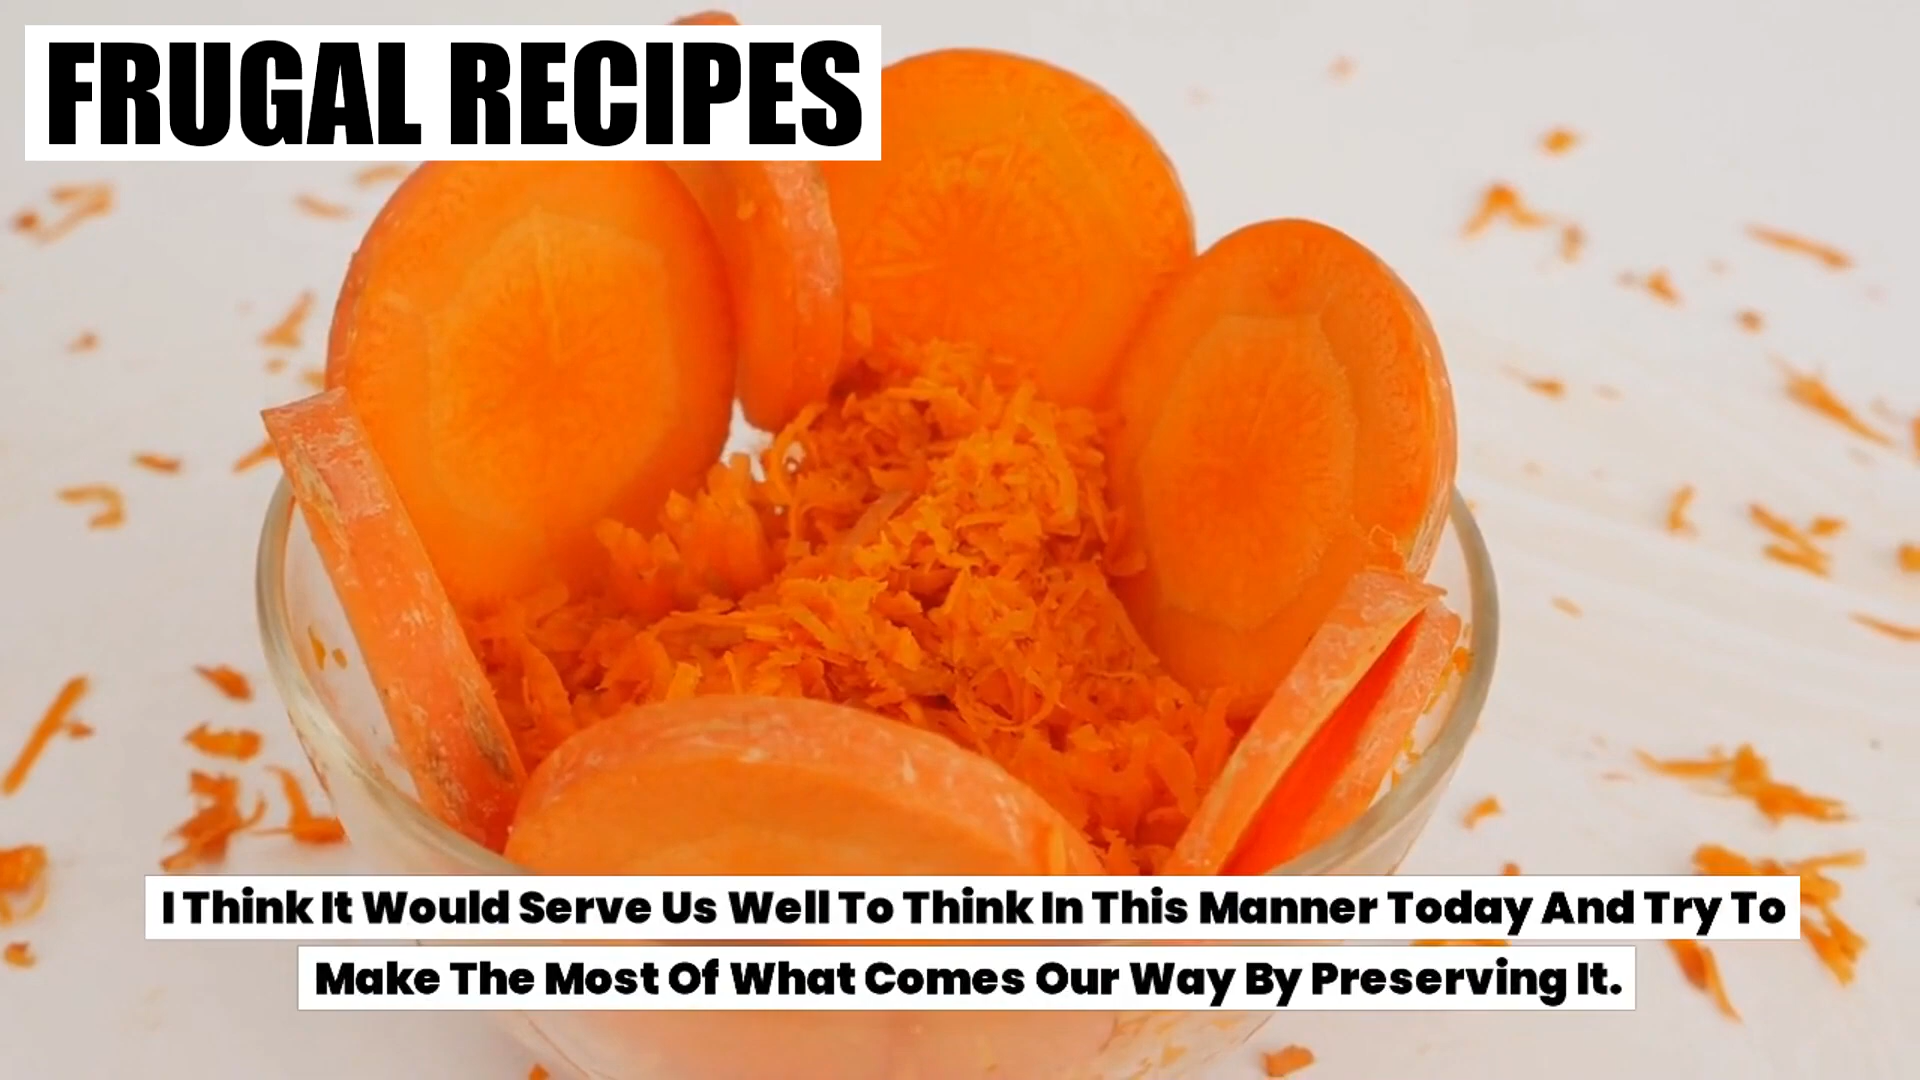 FRUGAL RECIPES
I Think It Would Serve Us Well To Think In This Manner Today And Try To
Make The Most Of What Comes Our Way By Preserving It.